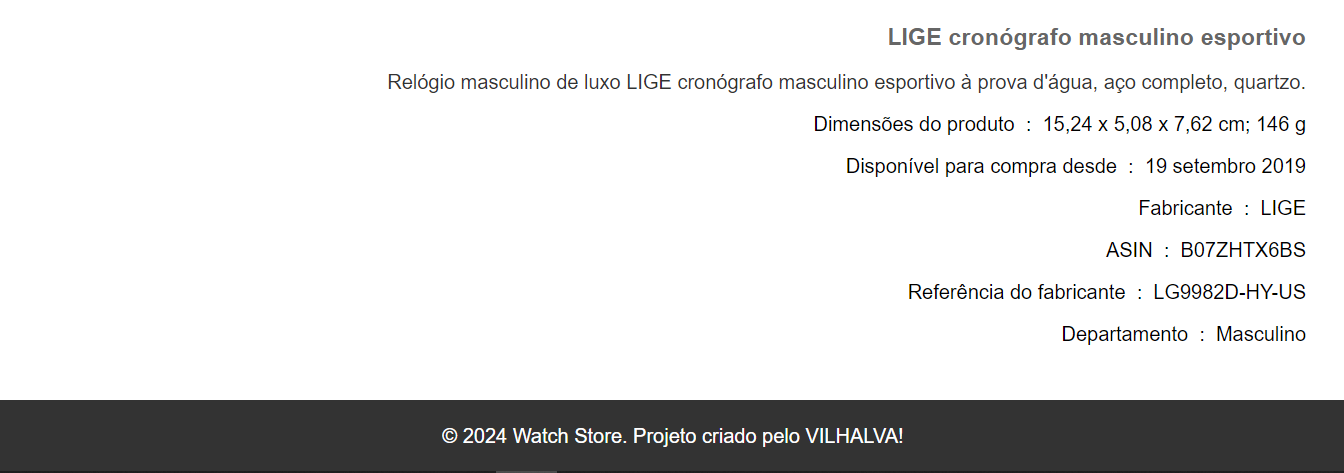 LIGE cronógrafo masculino esportivo
Relógio masculino de luxo LIGE cronógrafo masculino esportivo à prova d'água, aço completo, quartzo.
Dimensões do produto : 15,24 x 5,08 x 7,62 cm; 146 g
Disponível para compra desde : 19 setembro 2019
Fabricante : LIGE
ASIN : B07ZHTX6BS
Referência do fabricante : LG9982D-HY-US
Departamento : Masculino
© 2024 Watch Store. Projeto criado pelo VILHALVA!